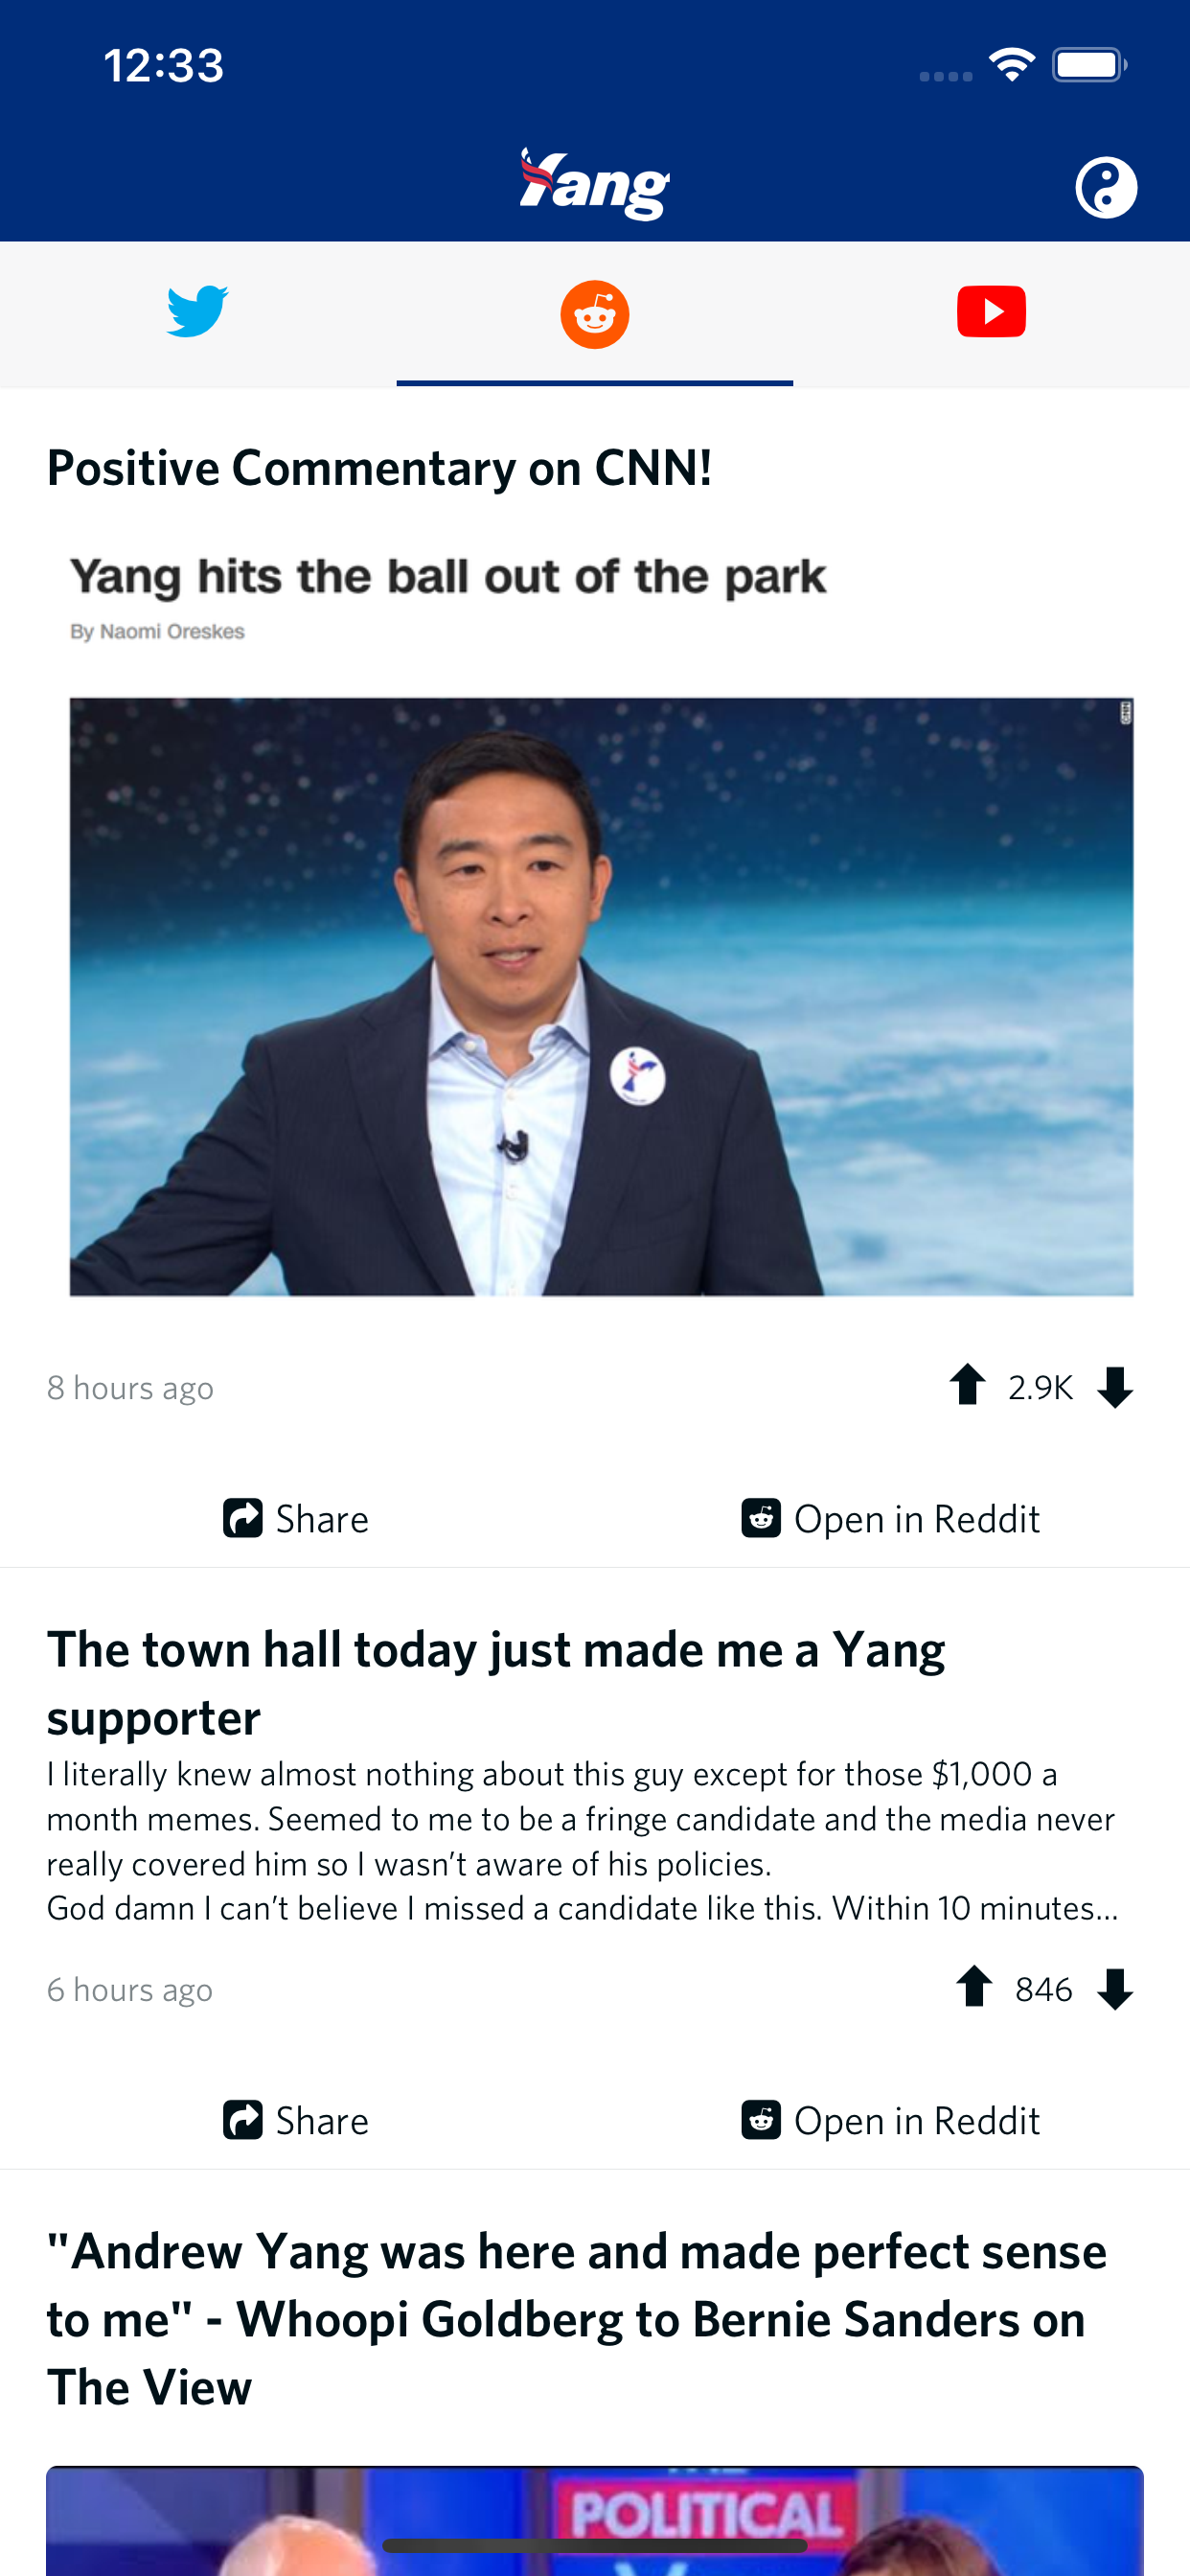 12:33
Yang
Positive Commentary on CNN!
Yang hits the ball out of the park
By Naomi Oreskes
CNN
8 hours ago
2.9K
Share
Open in Reddit
The town hall today just made me a Yang
supporter
I literally knew almost nothing about this guy except for those $1,000 a
month memes. Seemed to me to be a fringe candidate and the media never
really covered him so I wasn’t aware of his policies.
God damn I can’t believe I missed a candidate like this. Within 10 minutes...
6 hours ago
846
Share
Open in Reddit
"Andrew Yang was here and made perfect sense
to me" - Whoopi Goldberg to Bernie Sanders on
The View
POLITICAL